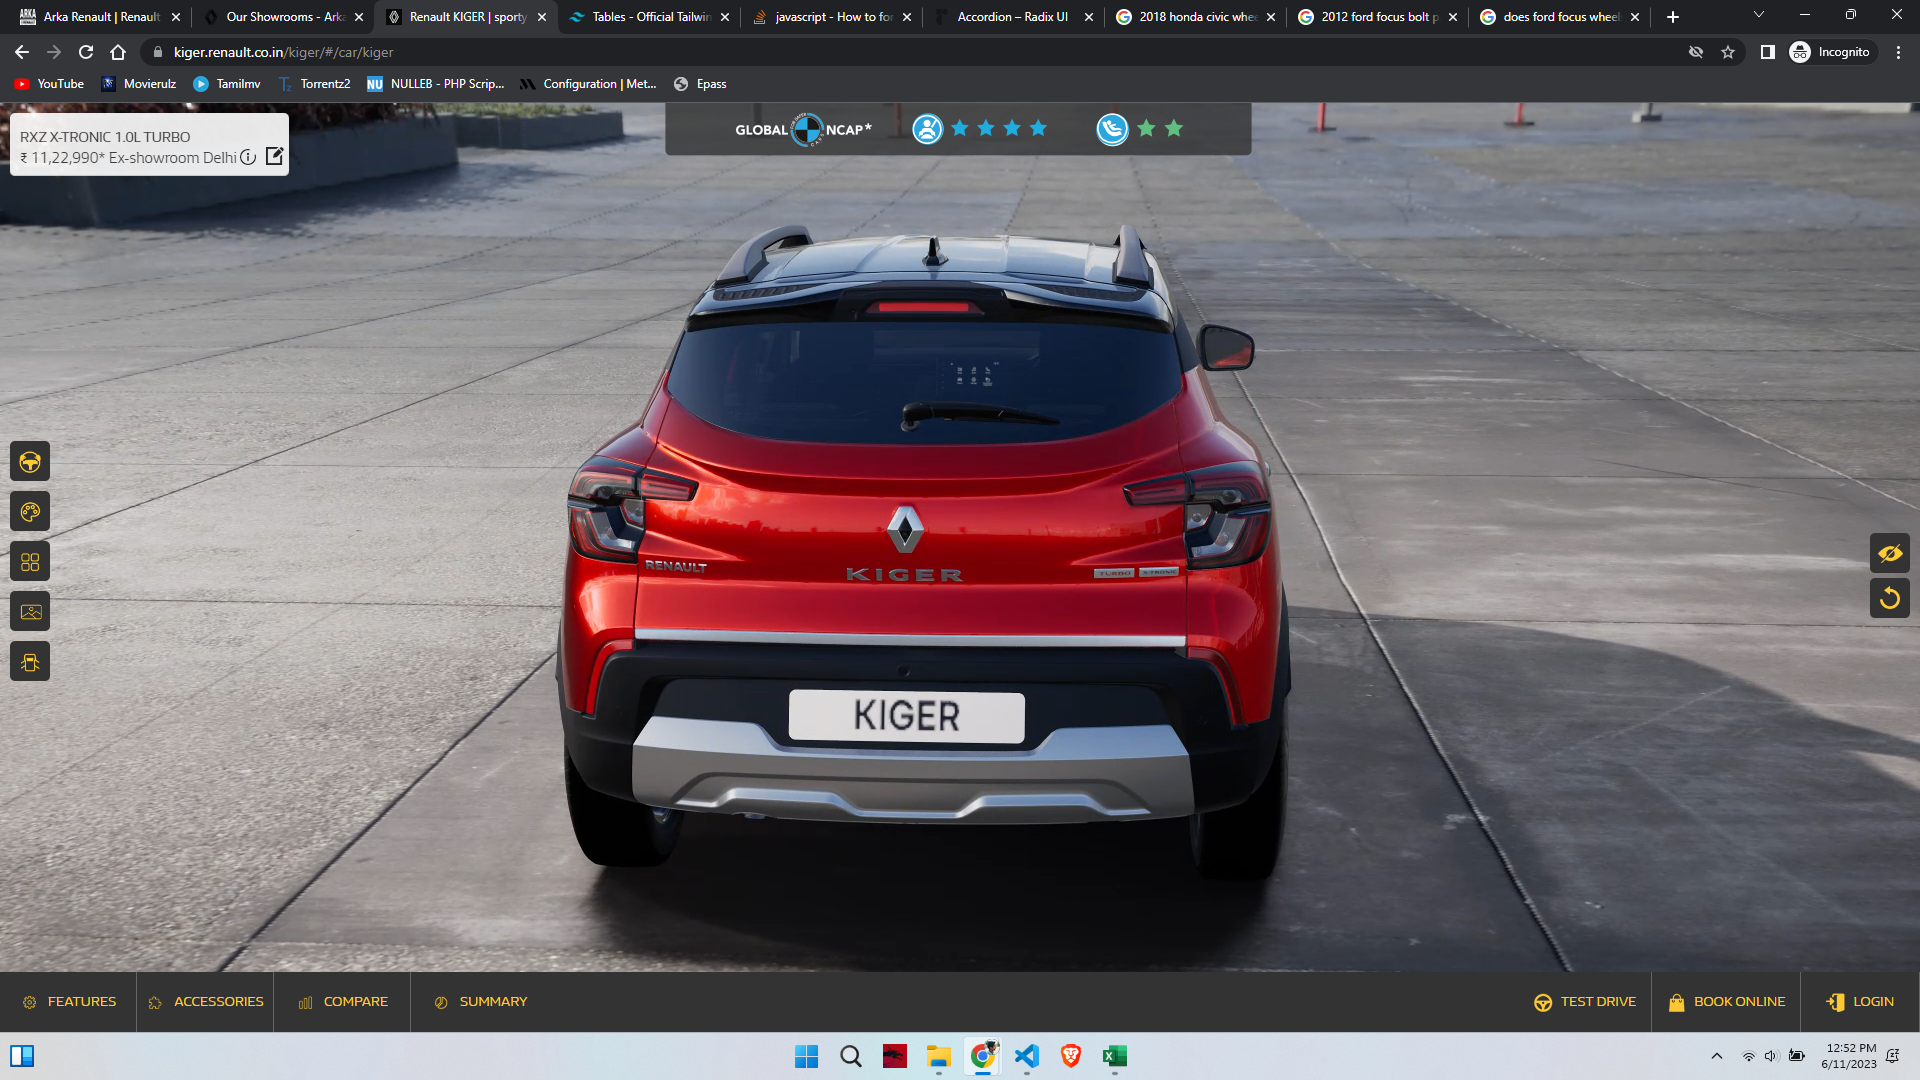 Arka Renault | Renault
Our Showrooms - Arka
Renault KIGER | sporty
Tables - Official Tailwin
javascript - How to for
Accordion – Radix UI
2018 honda civic whee
2012 ford focus bolt p
does ford focus wheel
kiger.renault.co.in/kiger/#/car/kiger
Incognito
YouTube
Movierulz
Tamilmv
Torrentz2
NULLEB - PHP Scrip...
Configuration | Met...
Epass
RXZ X-TRONIC 1.0L TURBO
₹ 11,22,990* Ex-showroom Delhi
GLOBAL NCAP*
RENAULT
KIGER
TURBO
X-TRONIC
KIGER
FEATURES
ACCESSORIES
COMPARE
SUMMARY
TEST DRIVE
BOOK ONLINE
LOGIN
12:52 PM
6/11/2023